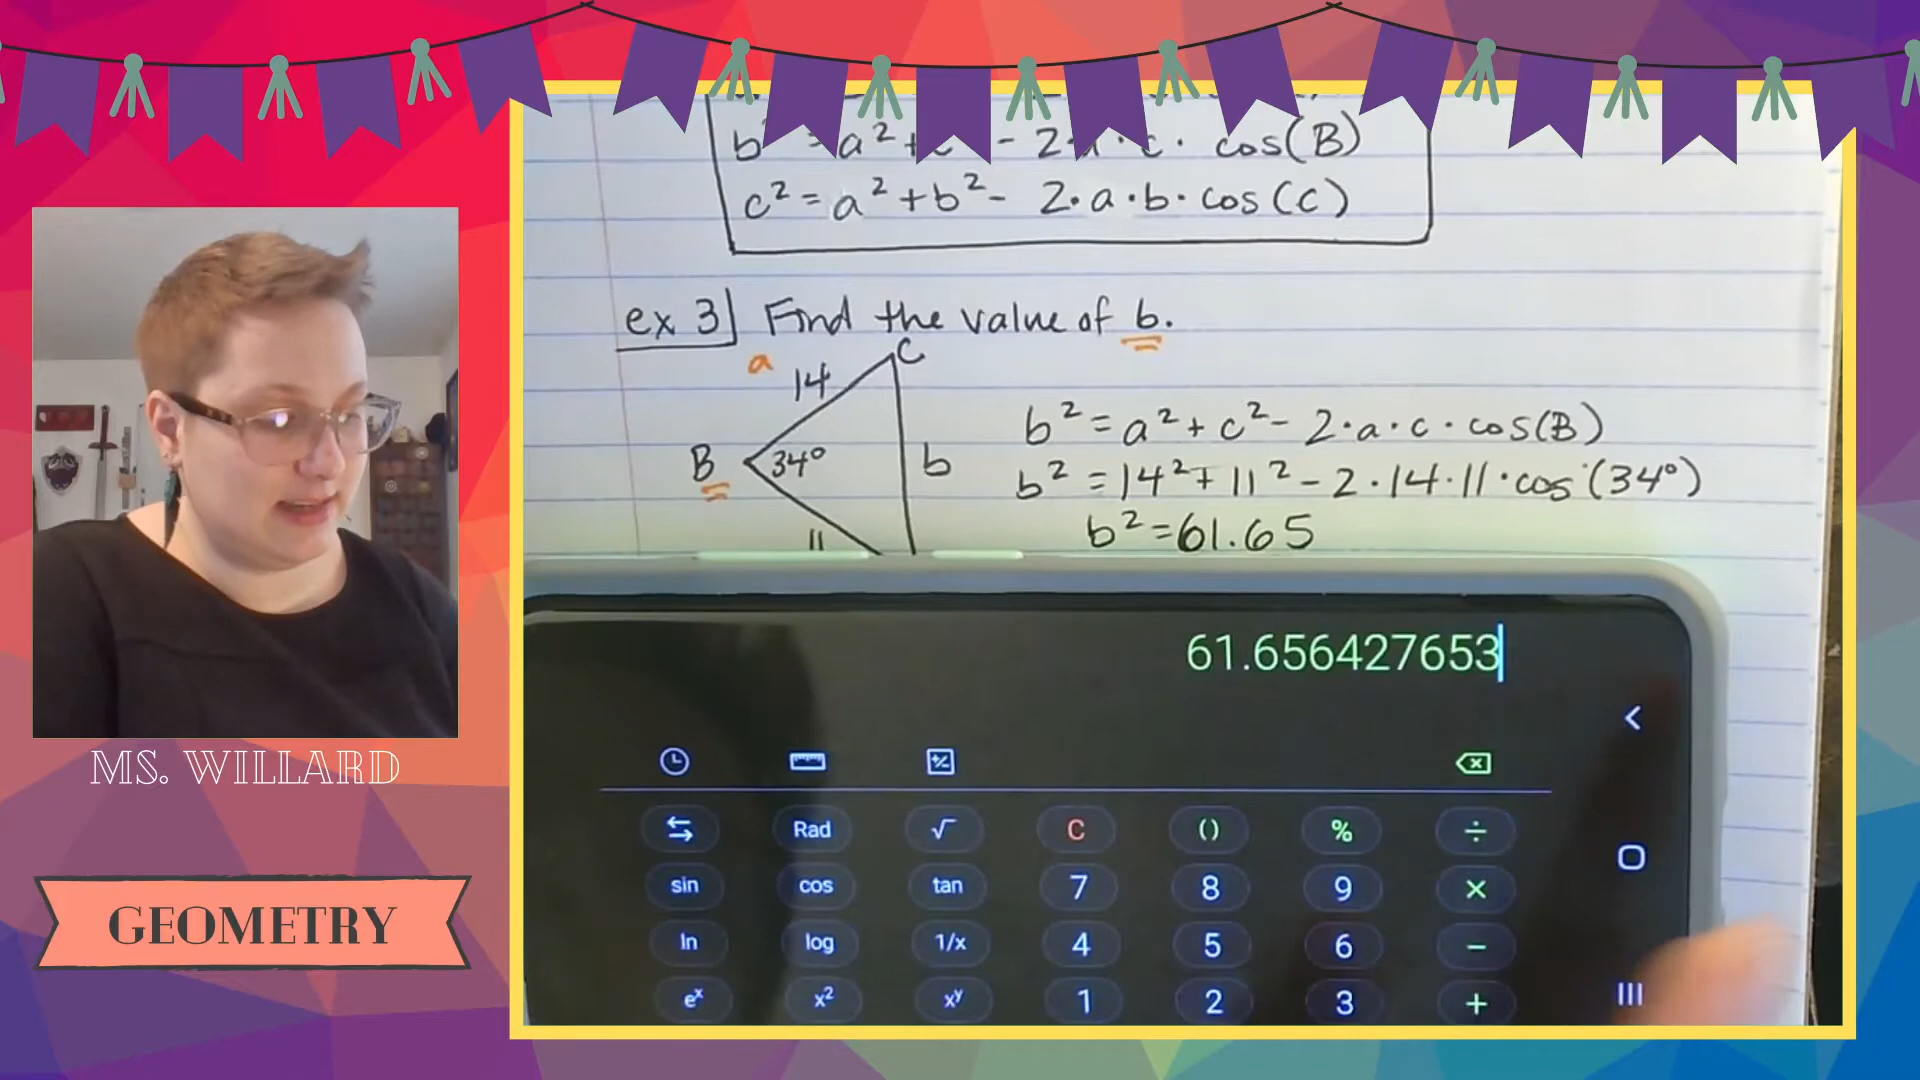 - 2 · · c · cos(B)
c² = a² + b² - 2 · a · b · cos(C)
ex 3 Find the value of b.
a
14
C
B
34°
b
11
b² = a² + c² - 2 · a · c · cos(B)
b² = 14² + 11² - 2 · 14 · 11 · cos(34°)
b² = 61.65
61.656427653
Rad √ C () % ÷
sin cos tan 7 8 9 ×
ln log 1/x 4 5 6 −
eˣ x² xʸ 1 2 3 +
MS. WILLARD
GEOMETRY